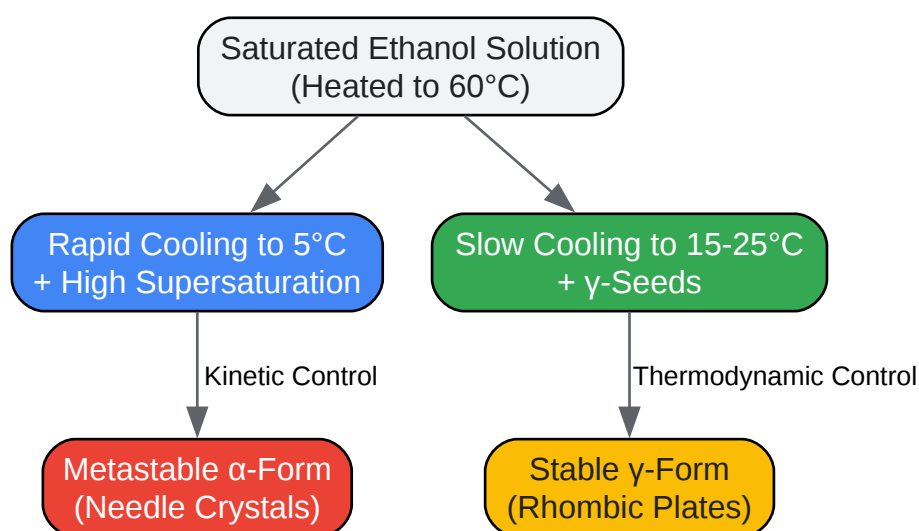 Saturated Ethanol Solution
(Heated to 60°C)
Rapid Cooling to 5°C
+ High Supersaturation
Slow Cooling to 15-25°C
+ γ-Seeds
Kinetic Control
Thermodynamic Control
Metastable α-Form
(Needle Crystals)
Stable γ-Form
(Rhombic Plates)